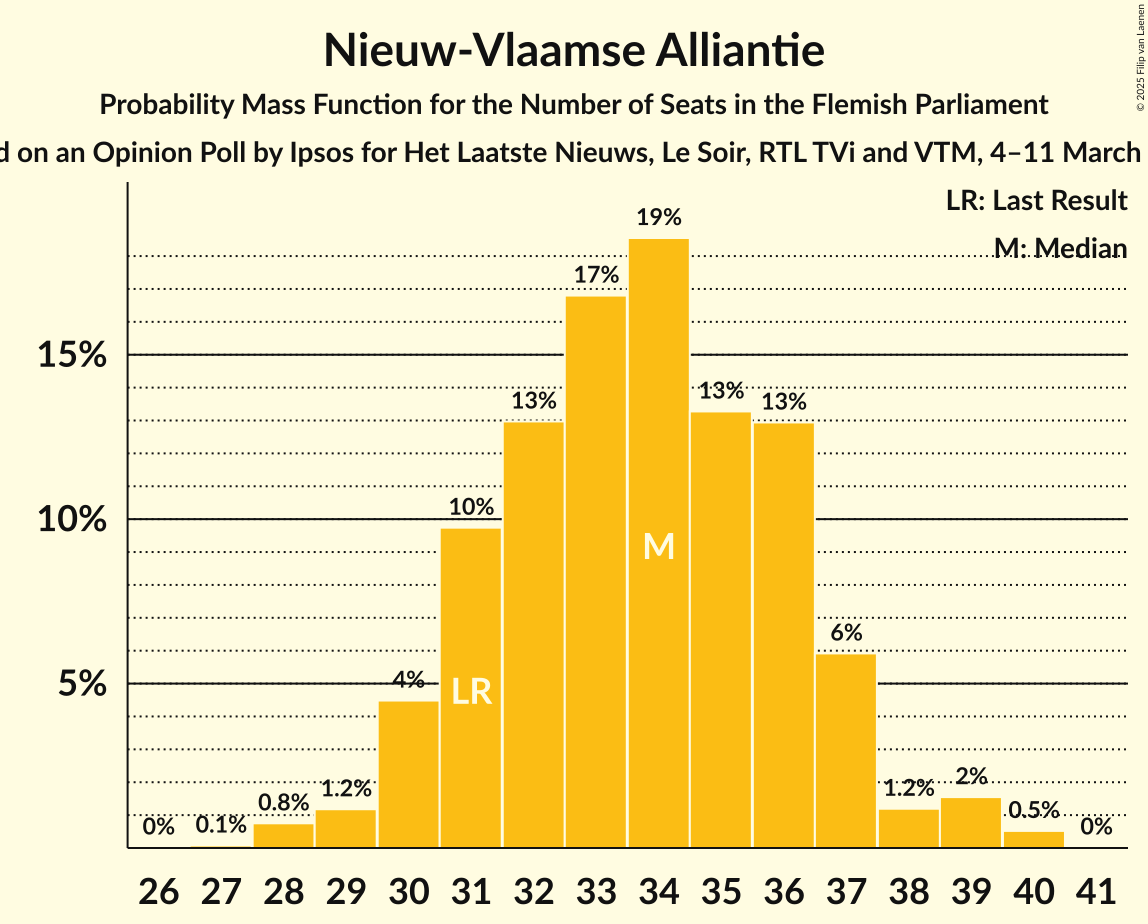 Nieuw-Vlaamse Alliantie
Probability Mass Function for the Number of Seats in the Flemish Parliament
on an Opinion Poll by Ipsos for Het Laatste Nieuws, Le Soir, RTL TVi and VTM, 4–11 March
© 2025 Filip van Laenen
LR: Last Result
M: Median
19%
17%
15%
13%
13%
13%
10%
10%
M
6%
5%
4%
LR
0%
0.1%
0.8%
1.2%
1.2%
2%
0.5%
0%
26 27 28 29 30 31 32 33 34 35 36 37 38 39 40 41